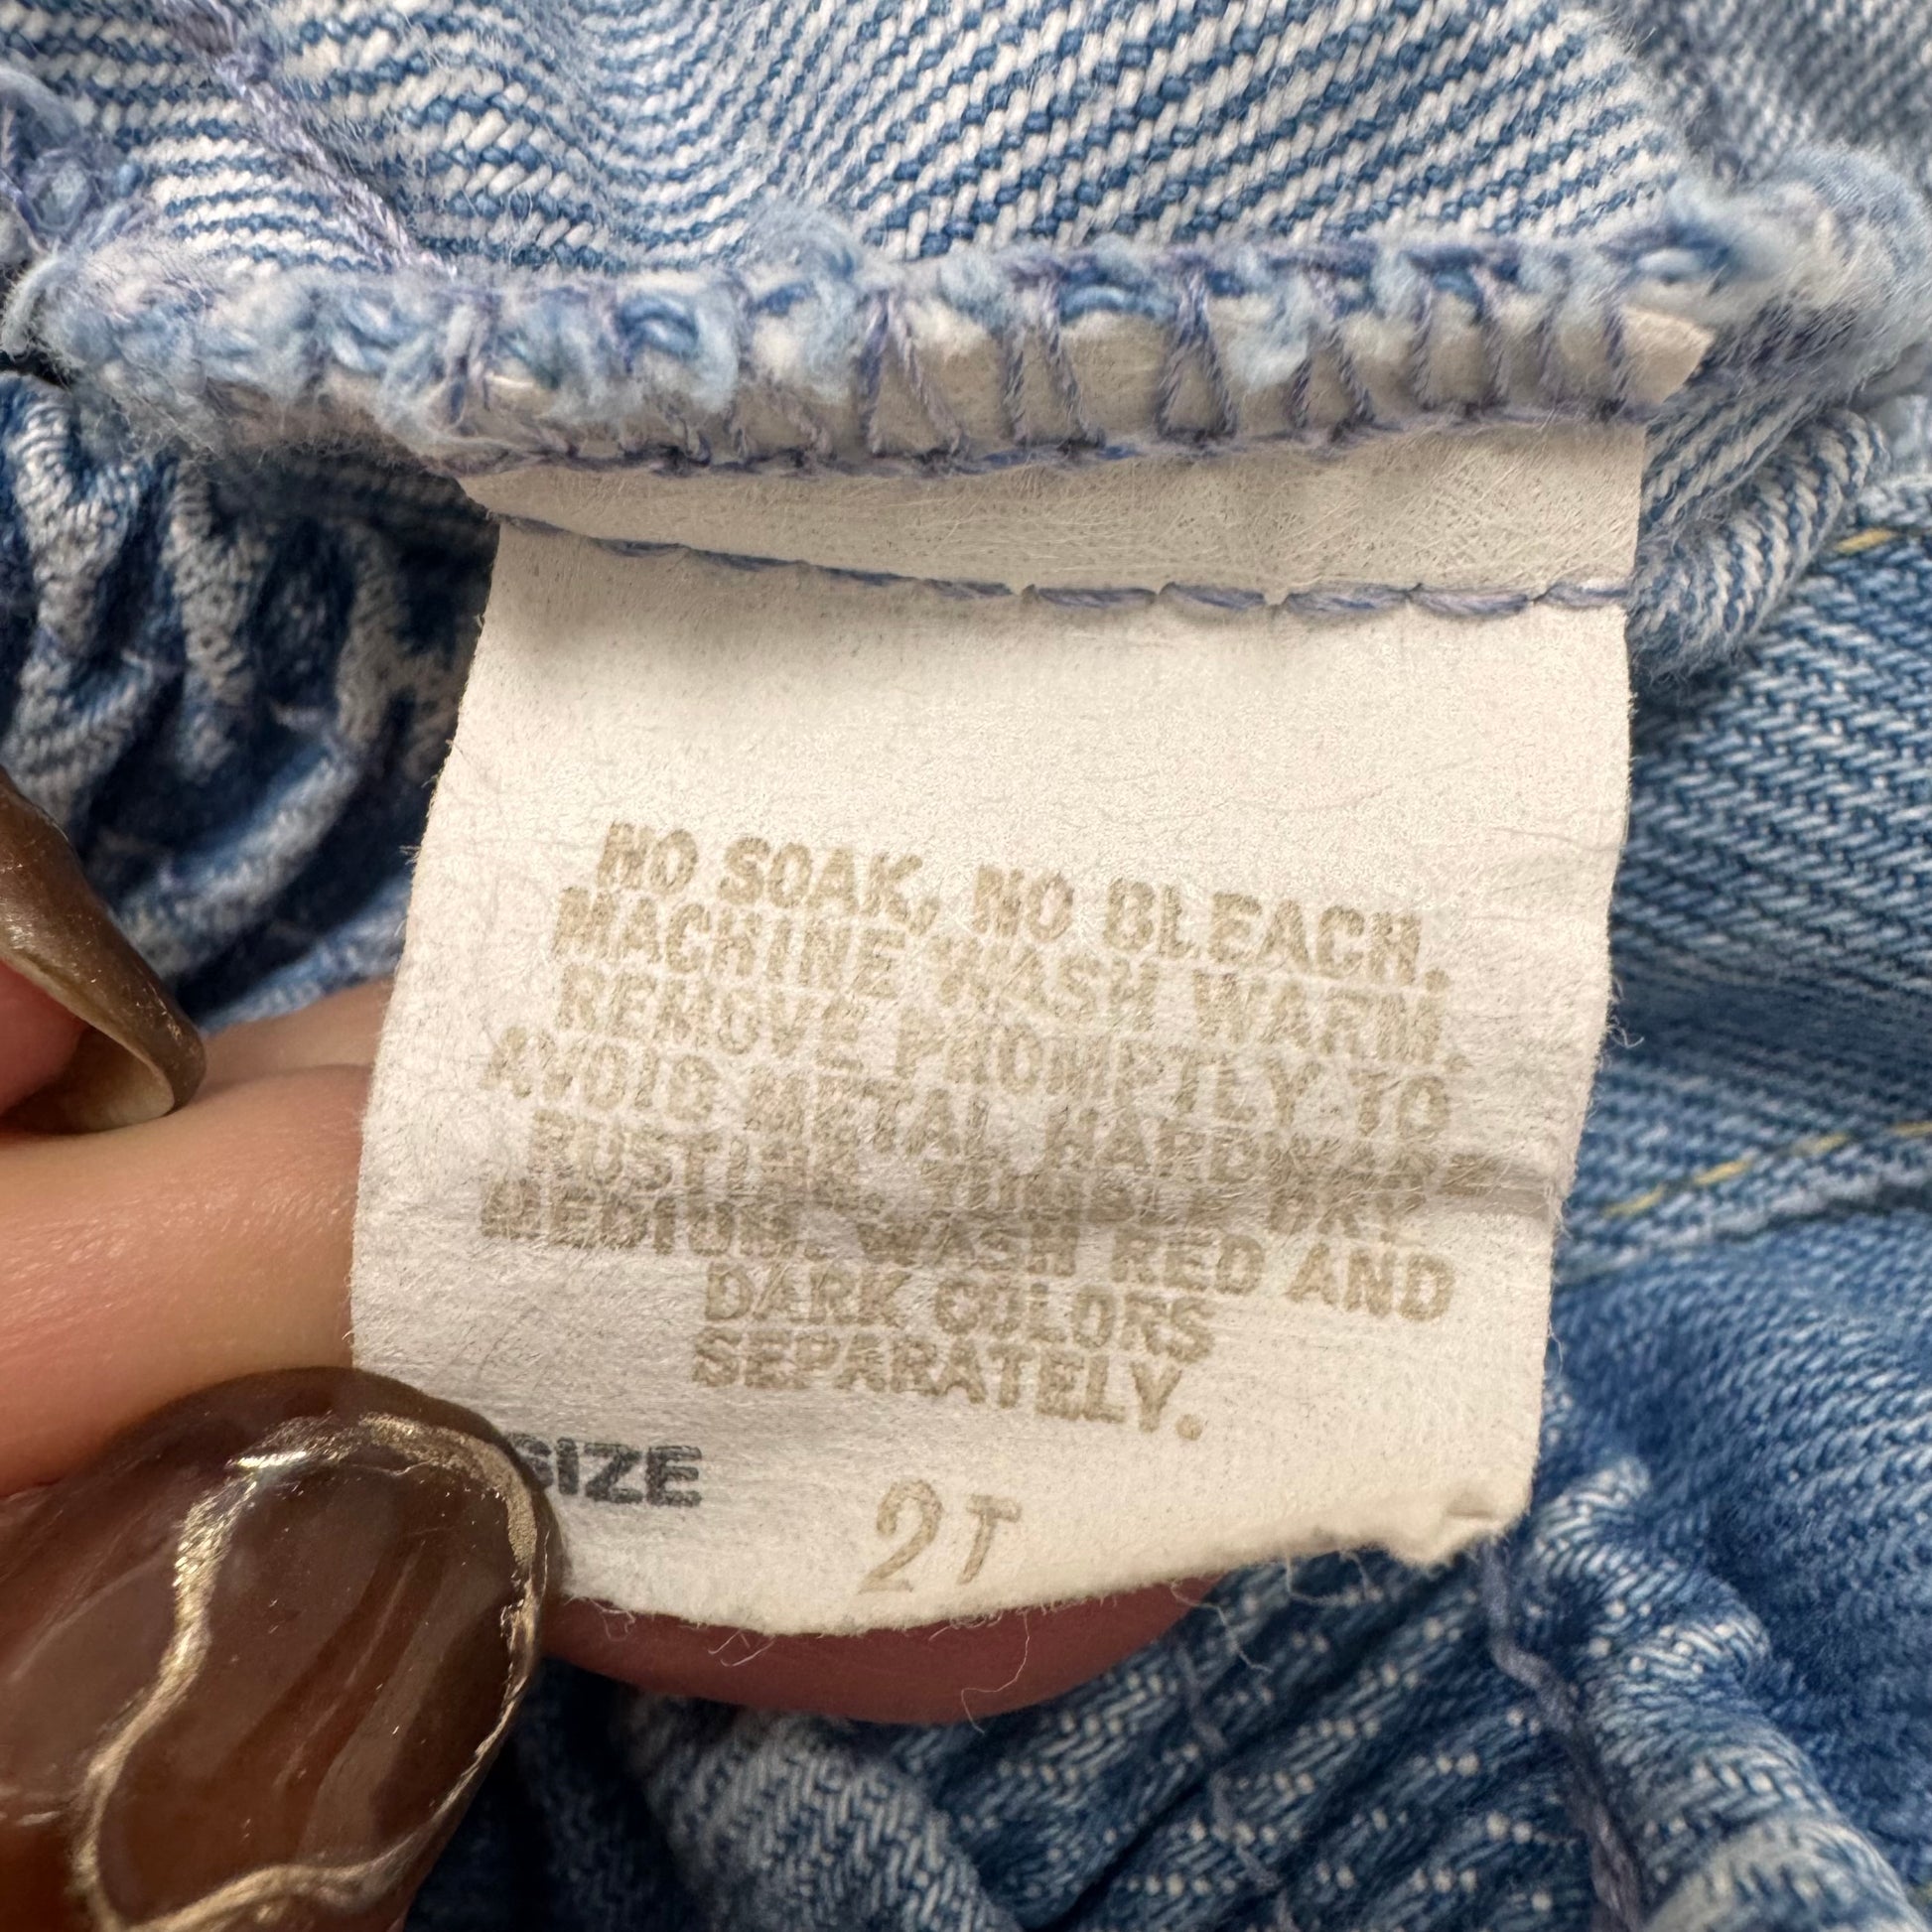 NO SOAK, NO BLEACH.
MACHINE WASH WARM.
REMOVE PROMPTLY TO
AVOID METAL HARDWARE
RUSTING. TUMBLE DRY
MEDIUM. WASH RED AND
DARK COLORS
SEPARATELY.
SIZE 2T